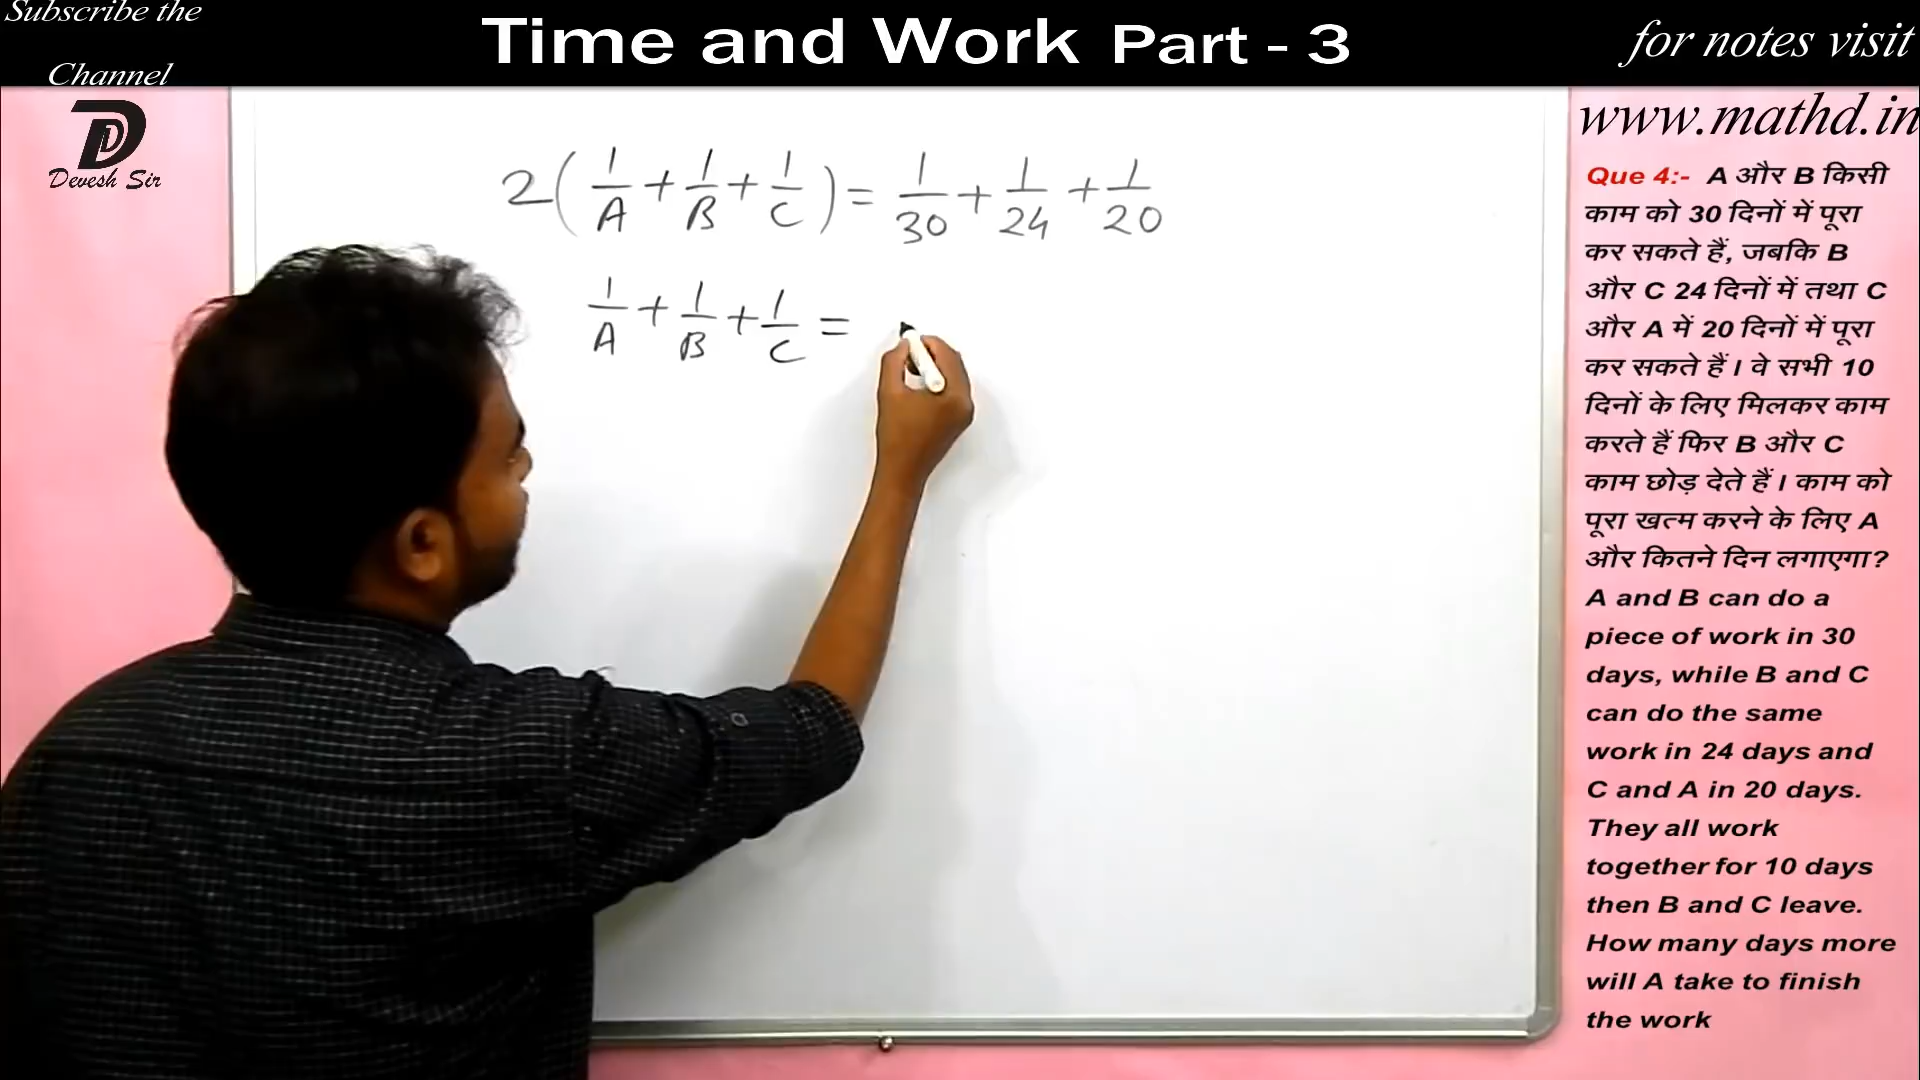 Subscribe the
Channel
Time and Work Part - 3
for notes visit
www.mathd.in
Devesh Sir
2(1/A + 1/B + 1/C) = 1/30 + 1/24 + 1/20
1/A + 1/B + 1/C =
Que 4:- A और B किसी
काम को 30 दिनों में पूरा
कर सकते हैं, जबकि B
और C 24 दिनों में तथा C
और A में 20 दिनों में पूरा
कर सकते हैं । वे सभी 10
दिनों के लिए मिलकर काम
करते हैं फिर B और C
काम छोड़ देते हैं । काम को
पूरा खत्म करने के लिए A
और कितने दिन लगाएगा?
A and B can do a
piece of work in 30
days, while B and C
can do the same
work in 24 days and
C and A in 20 days.
They all work
together for 10 days
then B and C leave.
How many days more
will A take to finish
the work